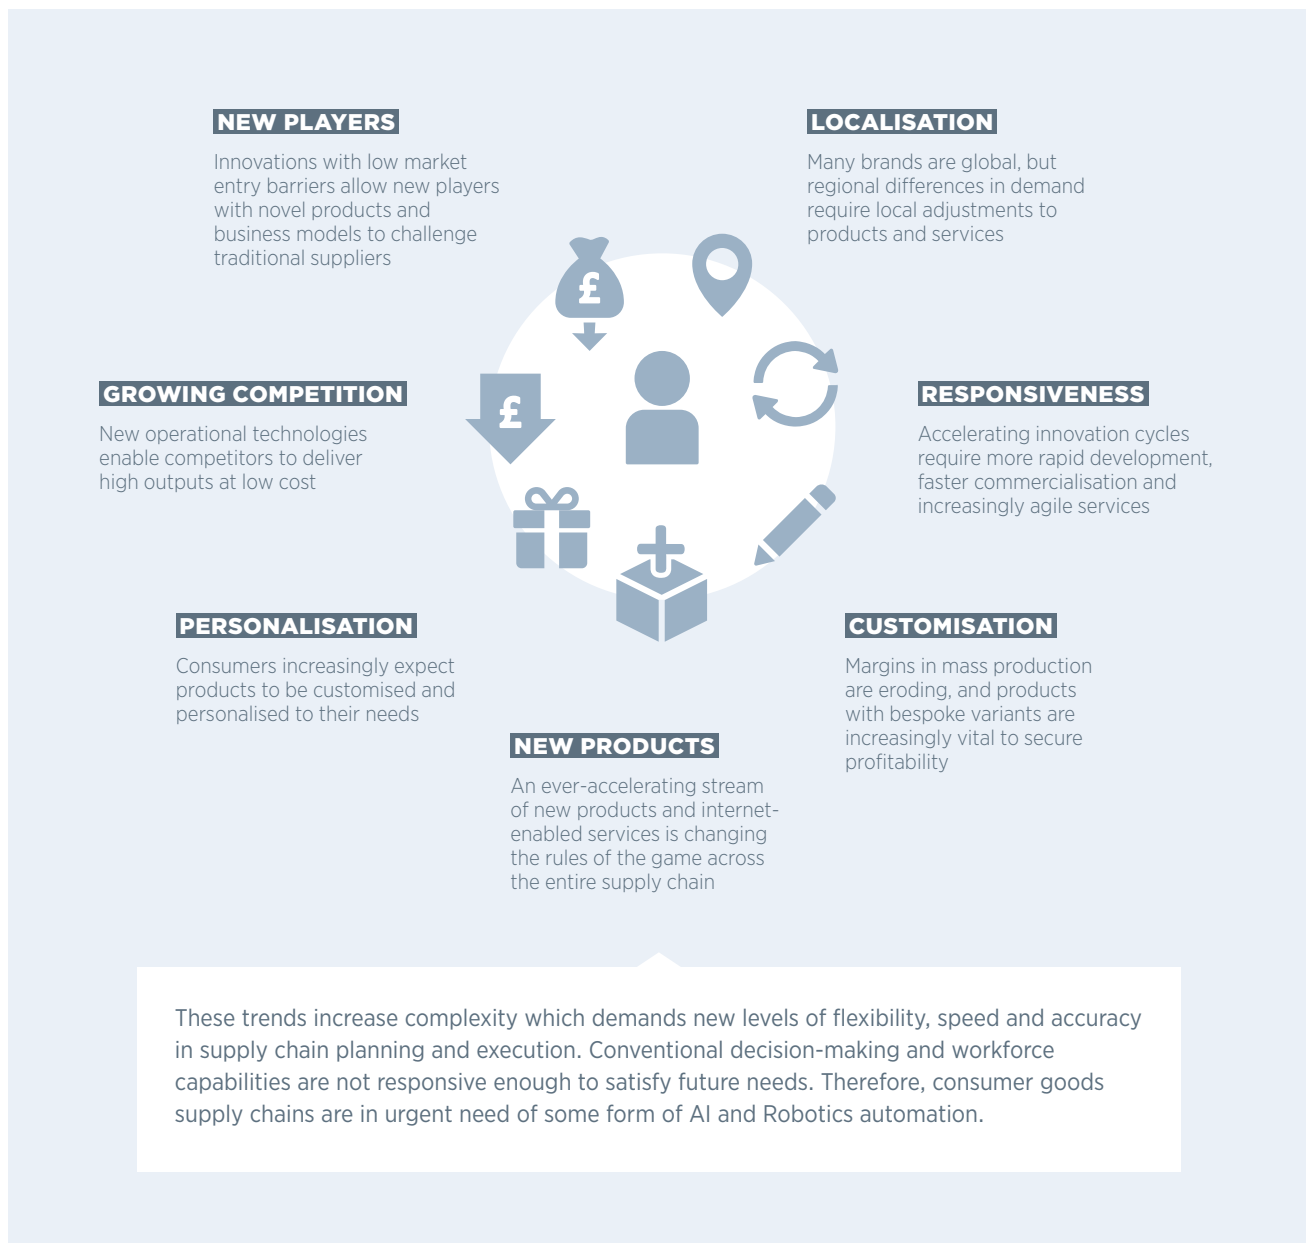 NEW PLAYERS
Innovations with low market
entry barriers allow new players
with novel products and
business models to challenge
traditional suppliers
LOCALISATION
Many brands are global, but
regional differences in demand
require local adjustments to
products and services
£
£
GROWING COMPETITION
New operational technologies
enable competitors to deliver
high outputs at low cost
RESPONSIVENESS
Accelerating innovation cycles
require more rapid development,
faster commercialisation and
increasingly agile services
PERSONALISATION
Consumers increasingly expect
products to be customised and
personalised to their needs
CUSTOMISATION
Margins in mass production
are eroding, and products
with bespoke variants are
increasingly vital to secure
profitability
NEW PRODUCTS
An ever-accelerating stream
of new products and internet-
enabled services is changing
the rules of the game across
the entire supply chain
These trends increase complexity which demands new levels of flexibility, speed and accuracy
in supply chain planning and execution. Conventional decision-making and workforce
capabilities are not responsive enough to satisfy future needs. Therefore, consumer goods
supply chains are in urgent need of some form of AI and Robotics automation.